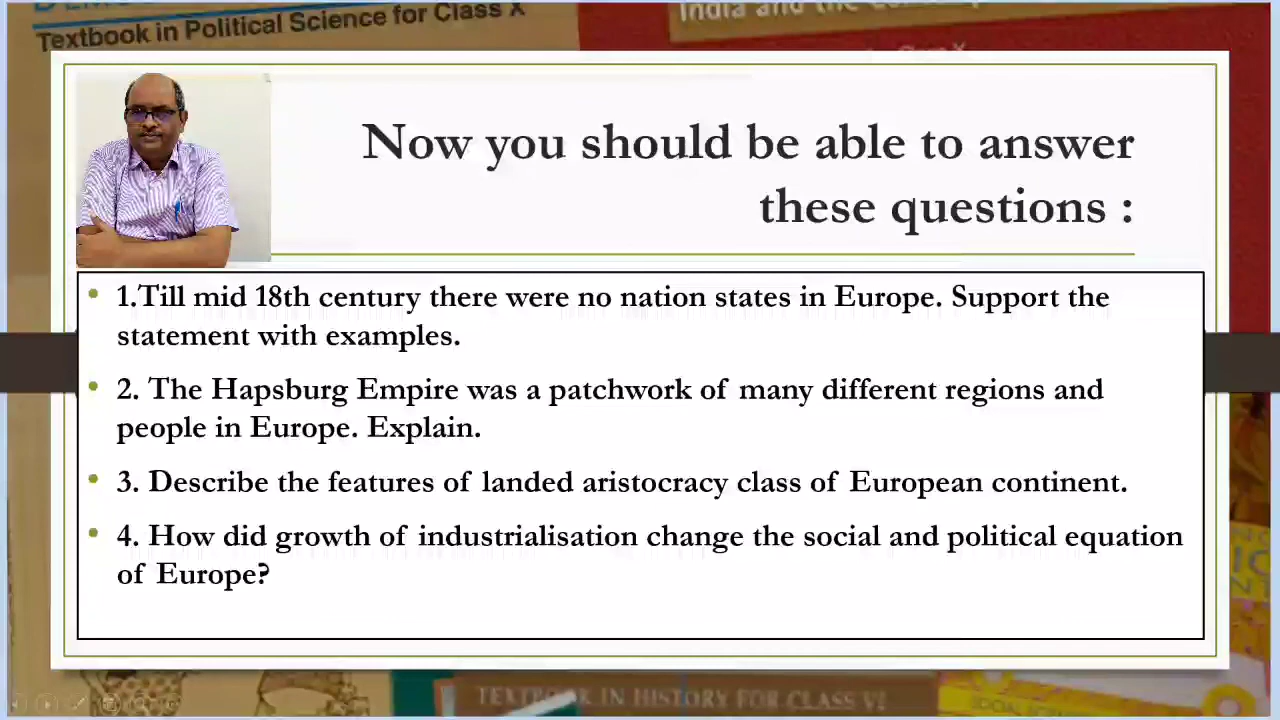 Textbook in Political Science for Class X
India and the
Now you should be able to answer
these questions :
• 1.Till mid 18th century there were no nation states in Europe. Support the
statement with examples.
• 2. The Hapsburg Empire was a patchwork of many different regions and
people in Europe. Explain.
• 3. Describe the features of landed aristocracy class of European continent.
• 4. How did growth of industrialisation change the social and political equation
of Europe?
TEXTBOOK IN HISTORY FOR CLASS VI